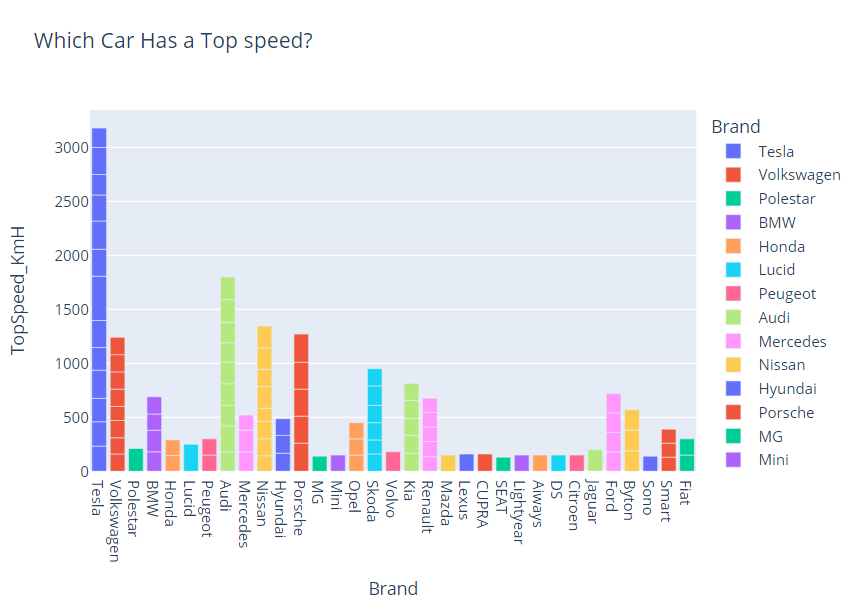 Which Car Has a Top speed?
TopSpeed_KmH
3000
2500
2000
1500
1000
500
0
Tesla
Volkswagen
Polestar
BMW
Honda
Lucid
Peugeot
Audi
Mercedes
Nissan
Hyundai
Porsche
MG
Mini
Opel
Skoda
Volvo
Kia
Renault
Mazda
Lexus
CUPRA
SEAT
Lightyear
Aiways
DS
Citroen
Jaguar
Ford
Byton
Sono
Smart
Fiat
Brand
Brand
Tesla
Volkswagen
Polestar
BMW
Honda
Lucid
Peugeot
Audi
Mercedes
Nissan
Hyundai
Porsche
MG
Mini